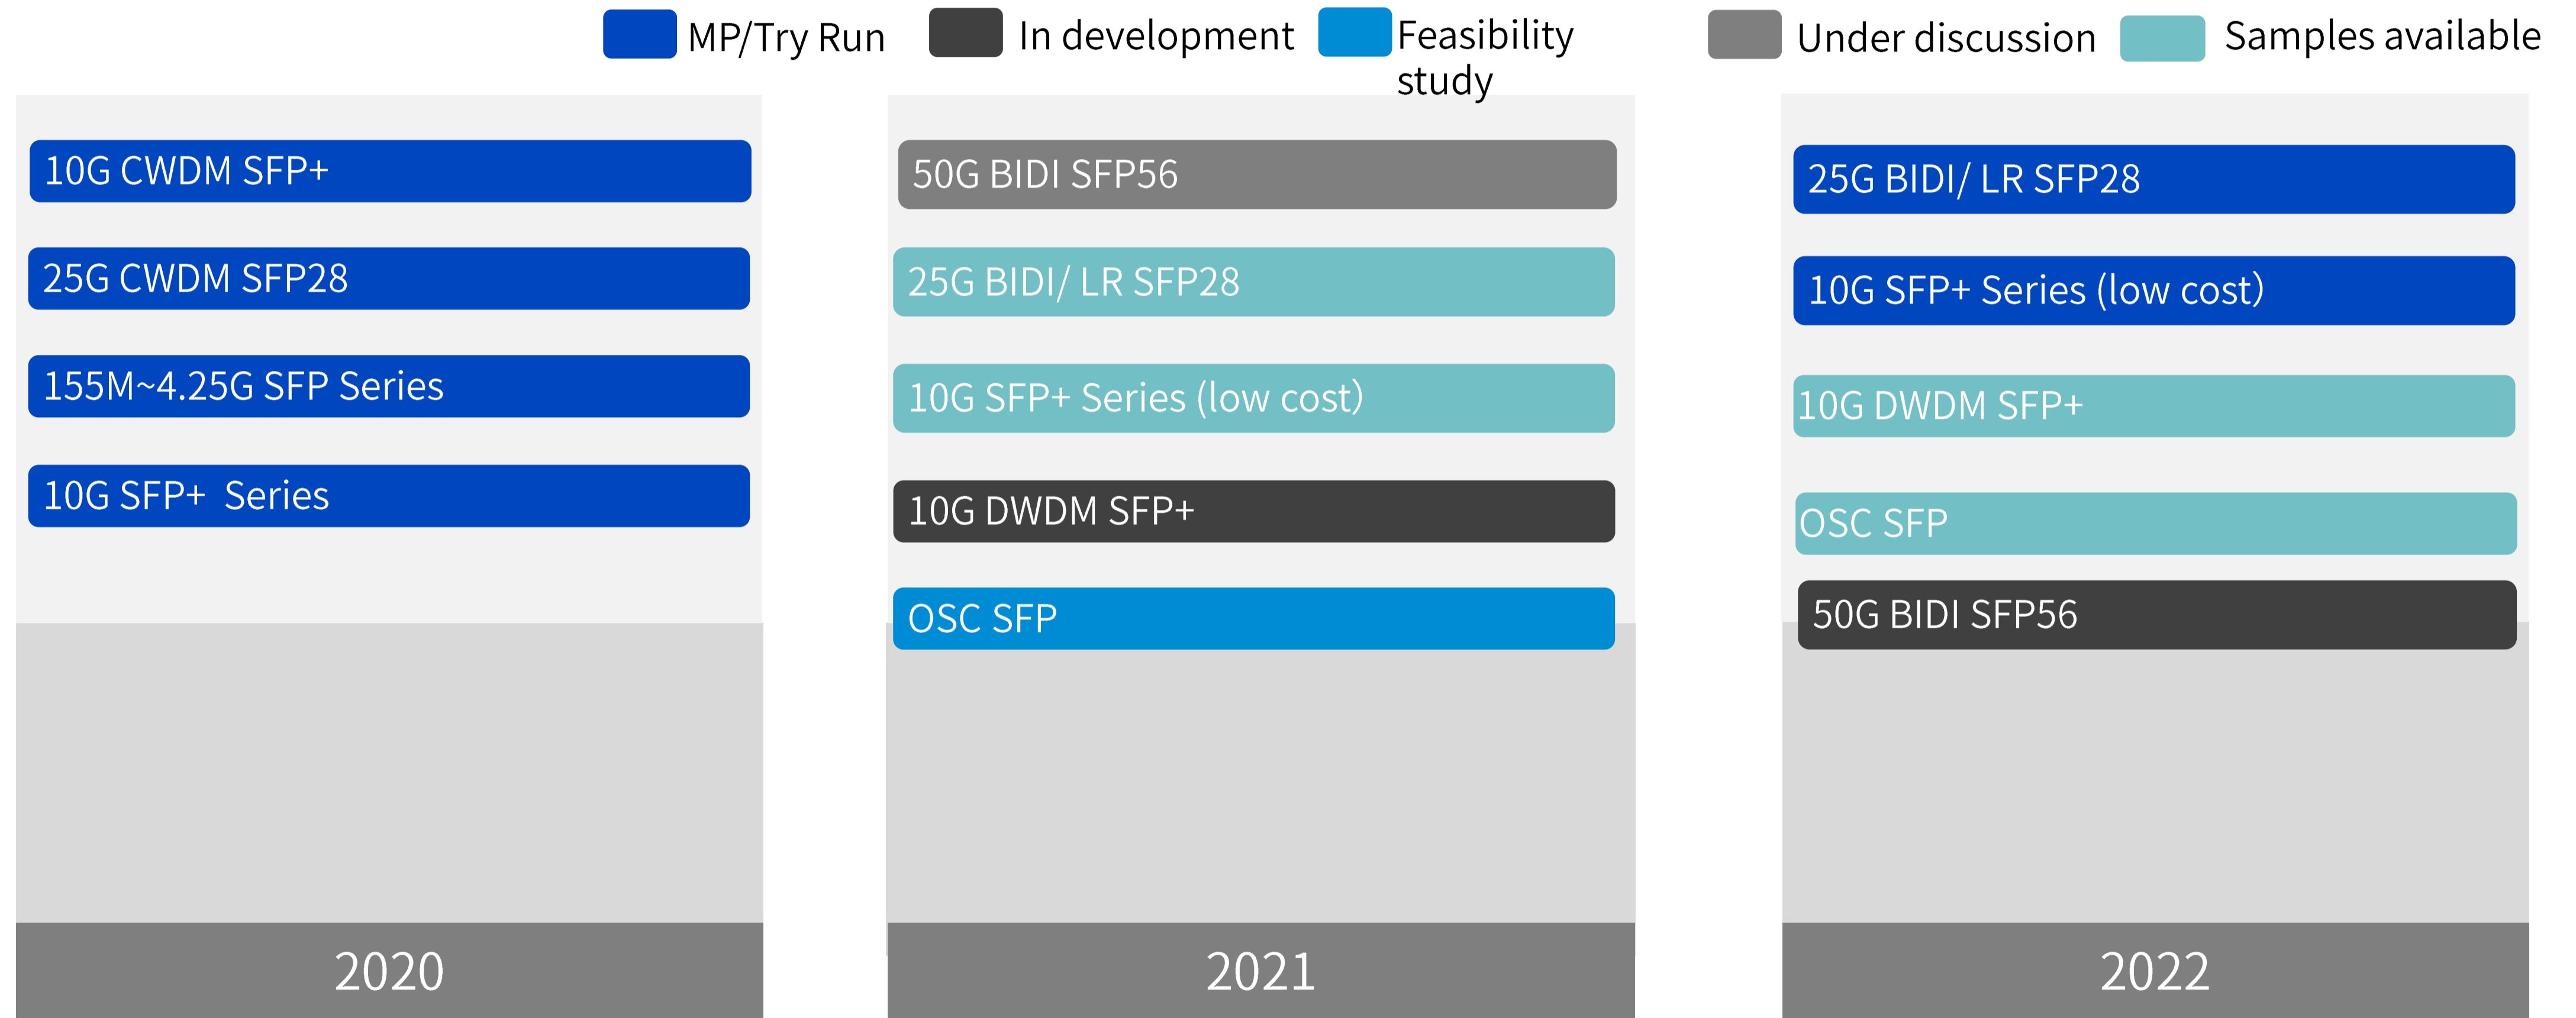 MP/Try Run
In development
Feasibility
study
Under discussion
Samples available
10G CWDM SFP+
25G CWDM SFP28
155M~4.25G SFP Series
10G SFP+  Series
2020
50G BIDI SFP56
25G BIDI/ LR SFP28
10G SFP+ Series (low cost）
10G DWDM SFP+
OSC SFP
2021
25G BIDI/ LR SFP28
10G SFP+ Series (low cost）
10G DWDM SFP+
OSC SFP
50G BIDI SFP56
2022